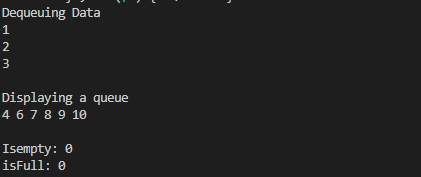 Dequeuing Data
1
2
3
Displaying a queue
4 6 7 8 9 10
Isempty: 0
isFull: 0